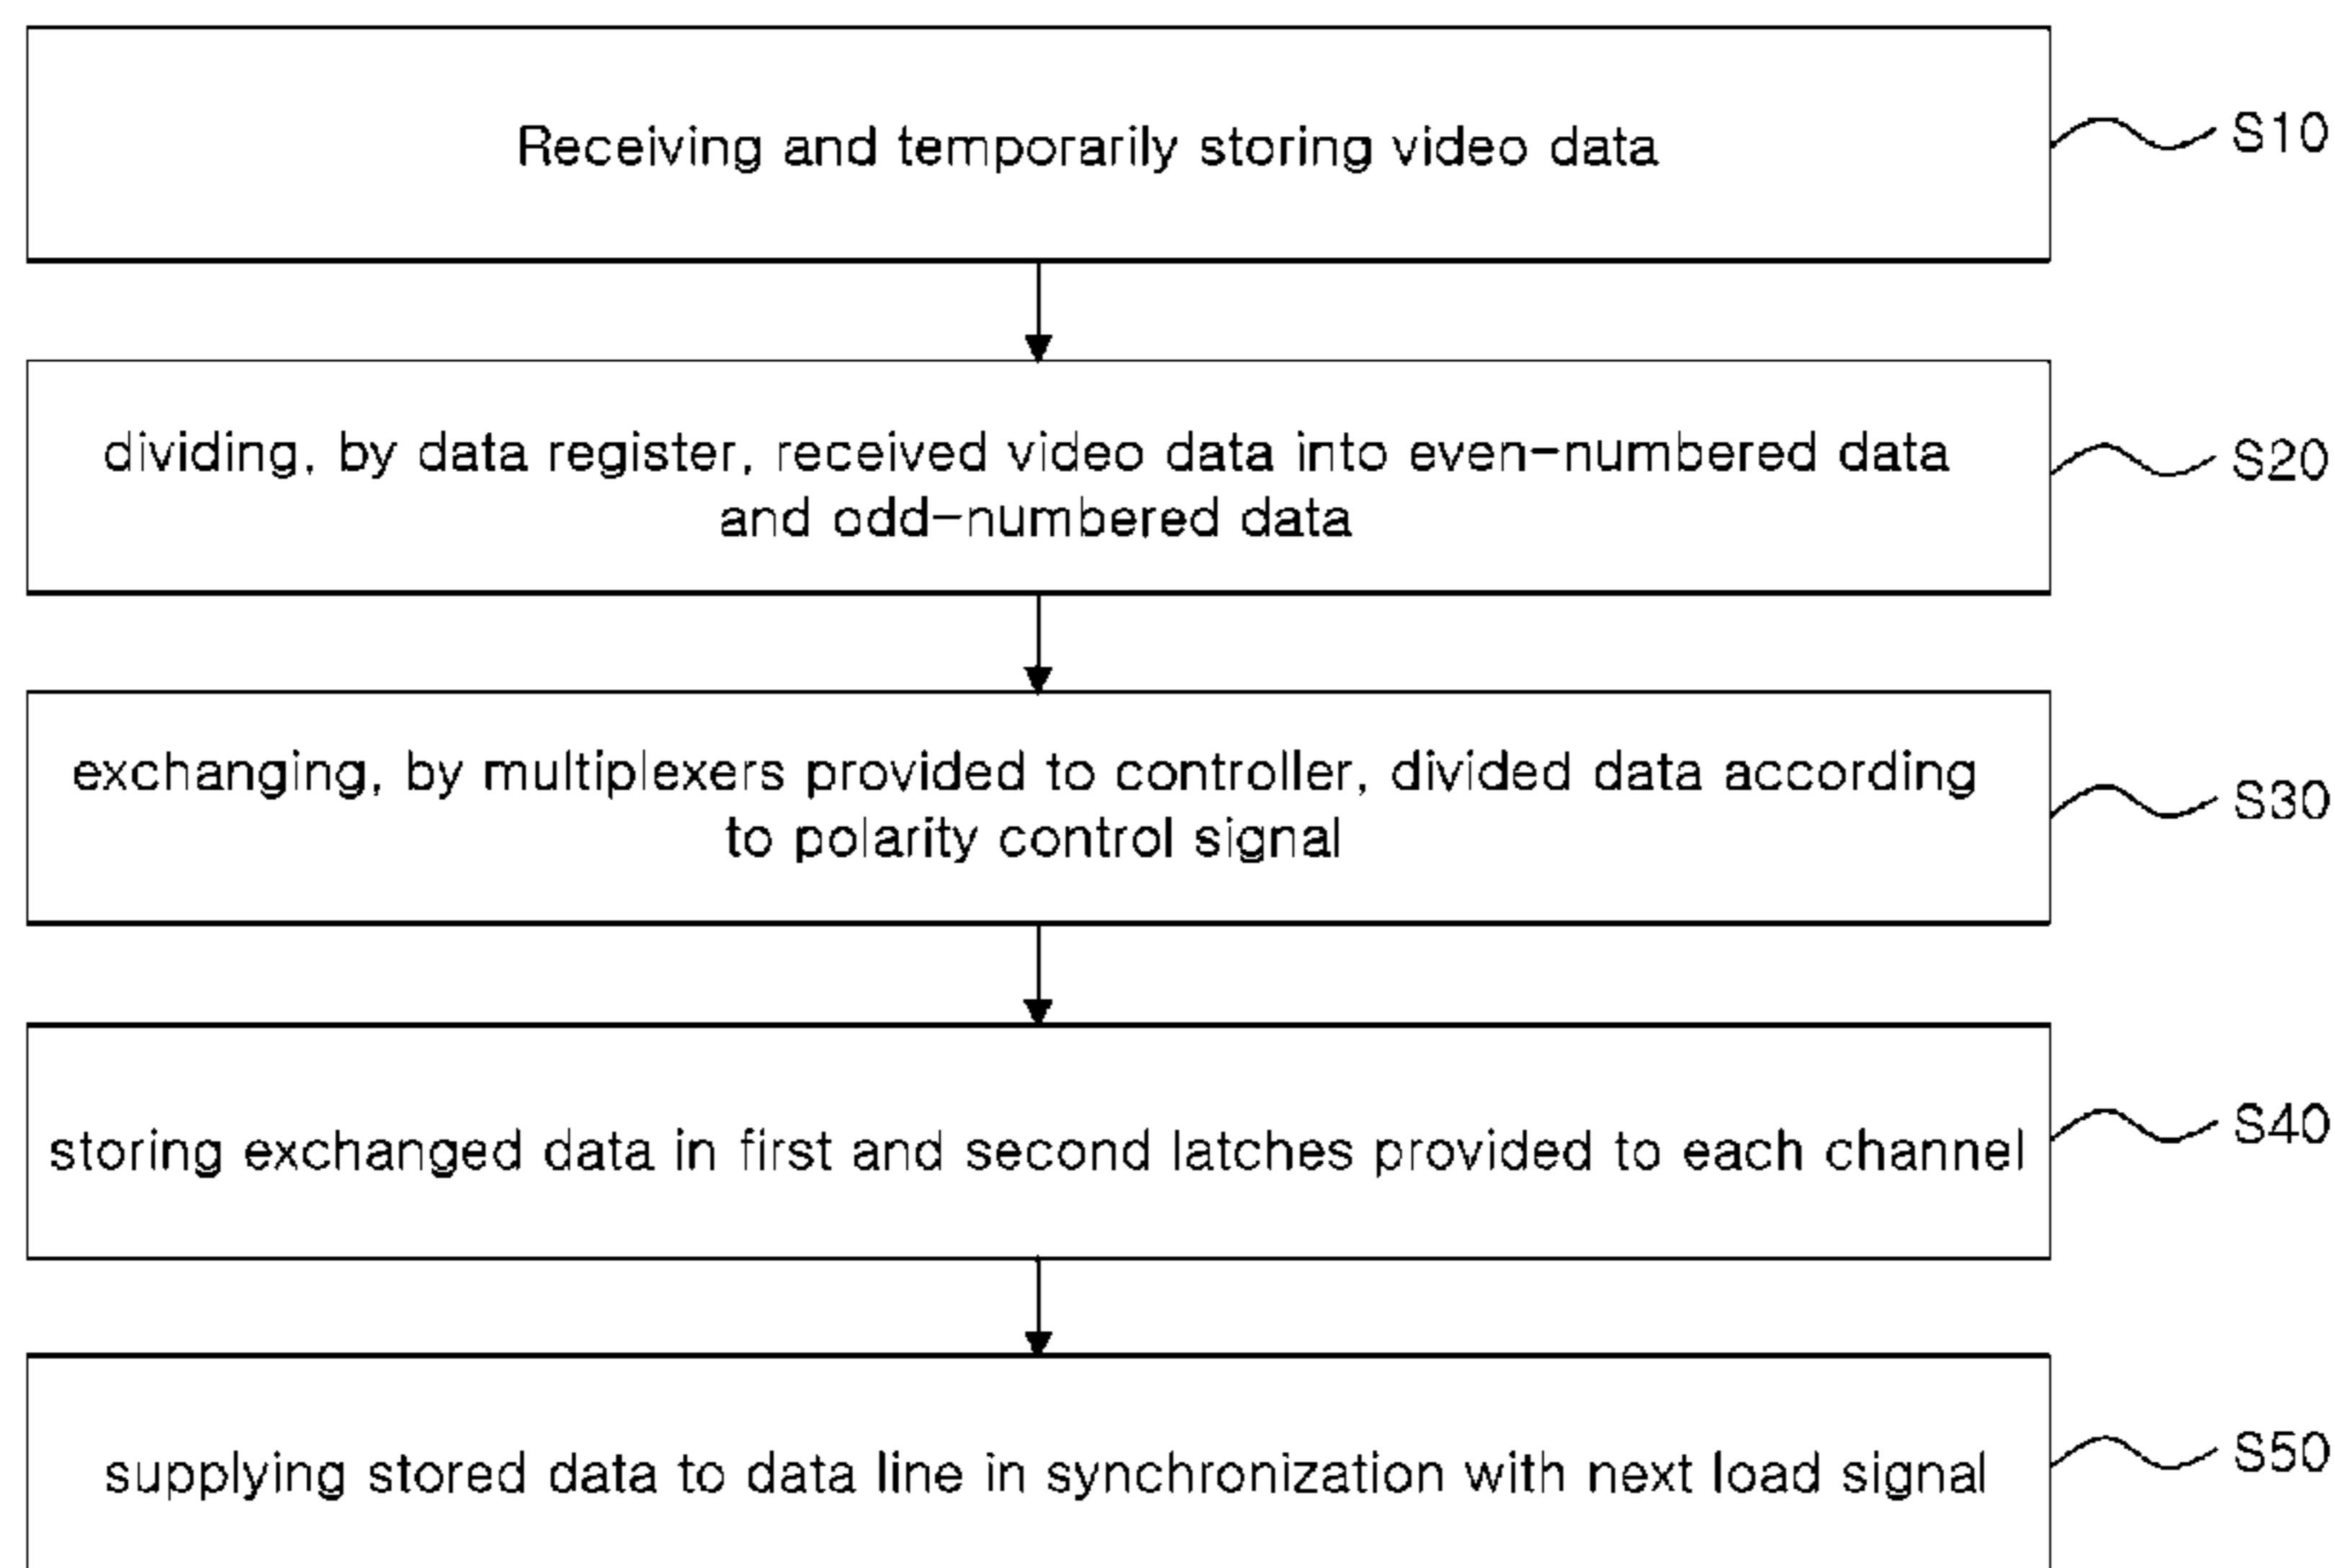 Receiving and temporarily storing video data
S10
dividing, by data register, received video data into even-numbered data
and odd-numbered data
S20
exchanging, by multiplexers provided to controller, divided data according
to polarity control signal
S30
storing exchanged data in first and second latches provided to each channel
S40
supplying stored data to data line in synchronization with next load signal
S50